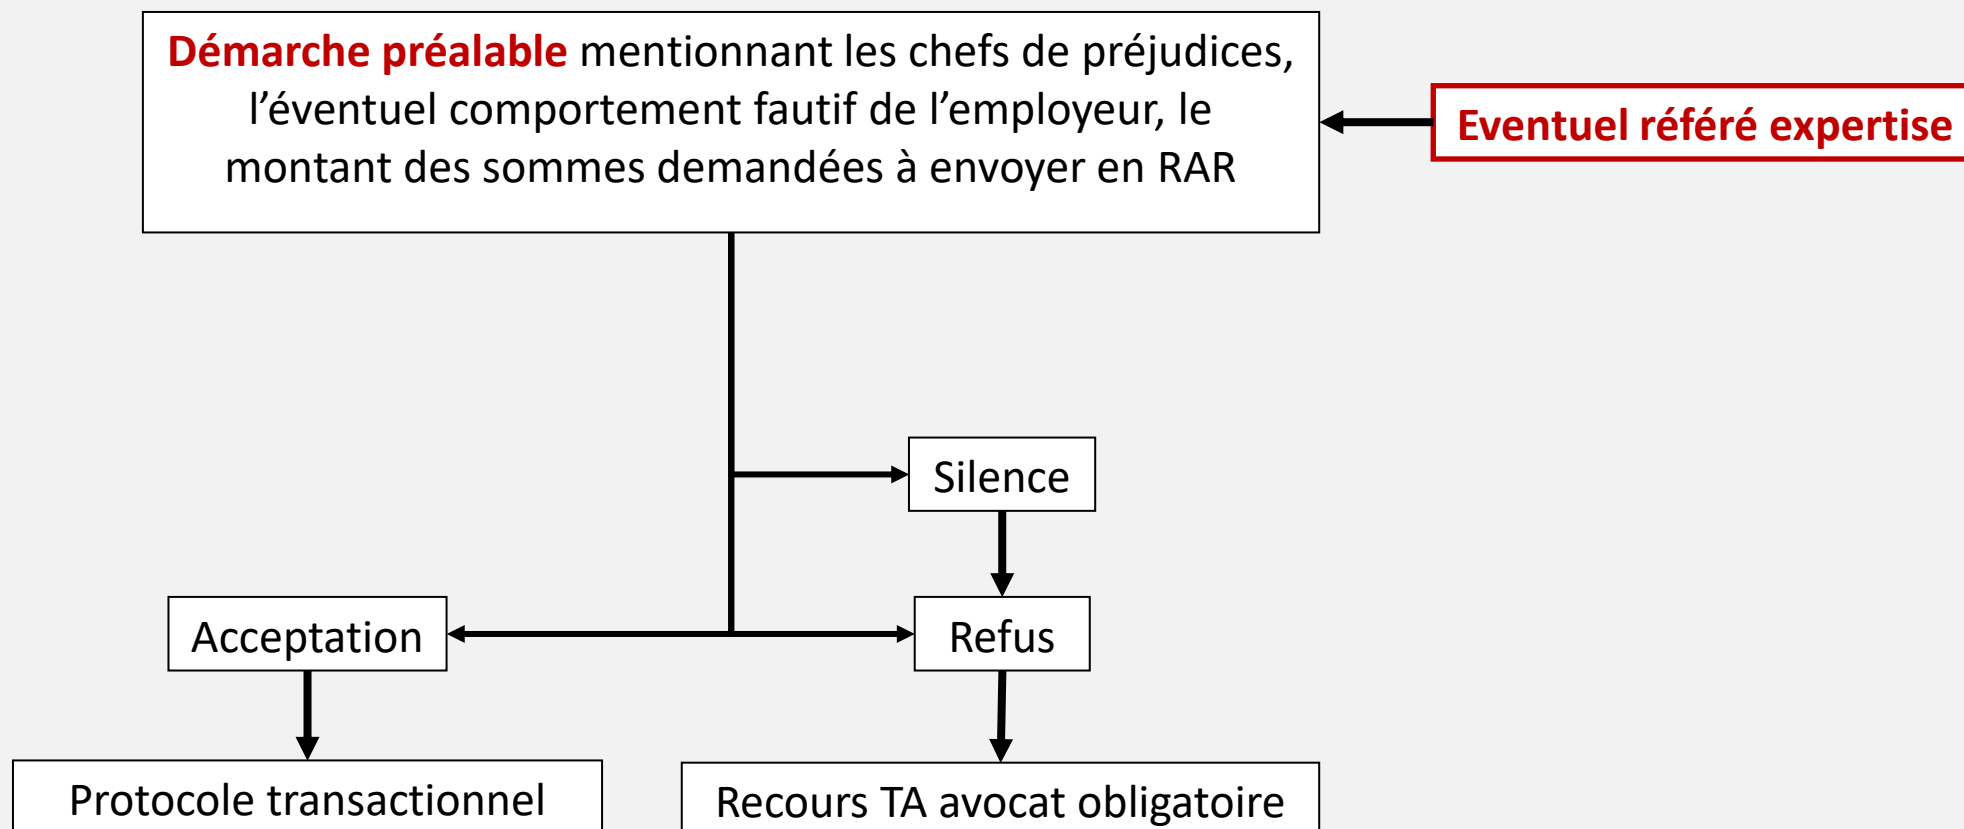 Démarche préalable mentionnant les chefs de préjudices,
l’éventuel comportement fautif de l’employeur, le
montant des sommes demandées à envoyer en RAR
Eventuel référé expertise
Silence
Acceptation
Refus
Protocole transactionnel
Recours TA avocat obligatoire